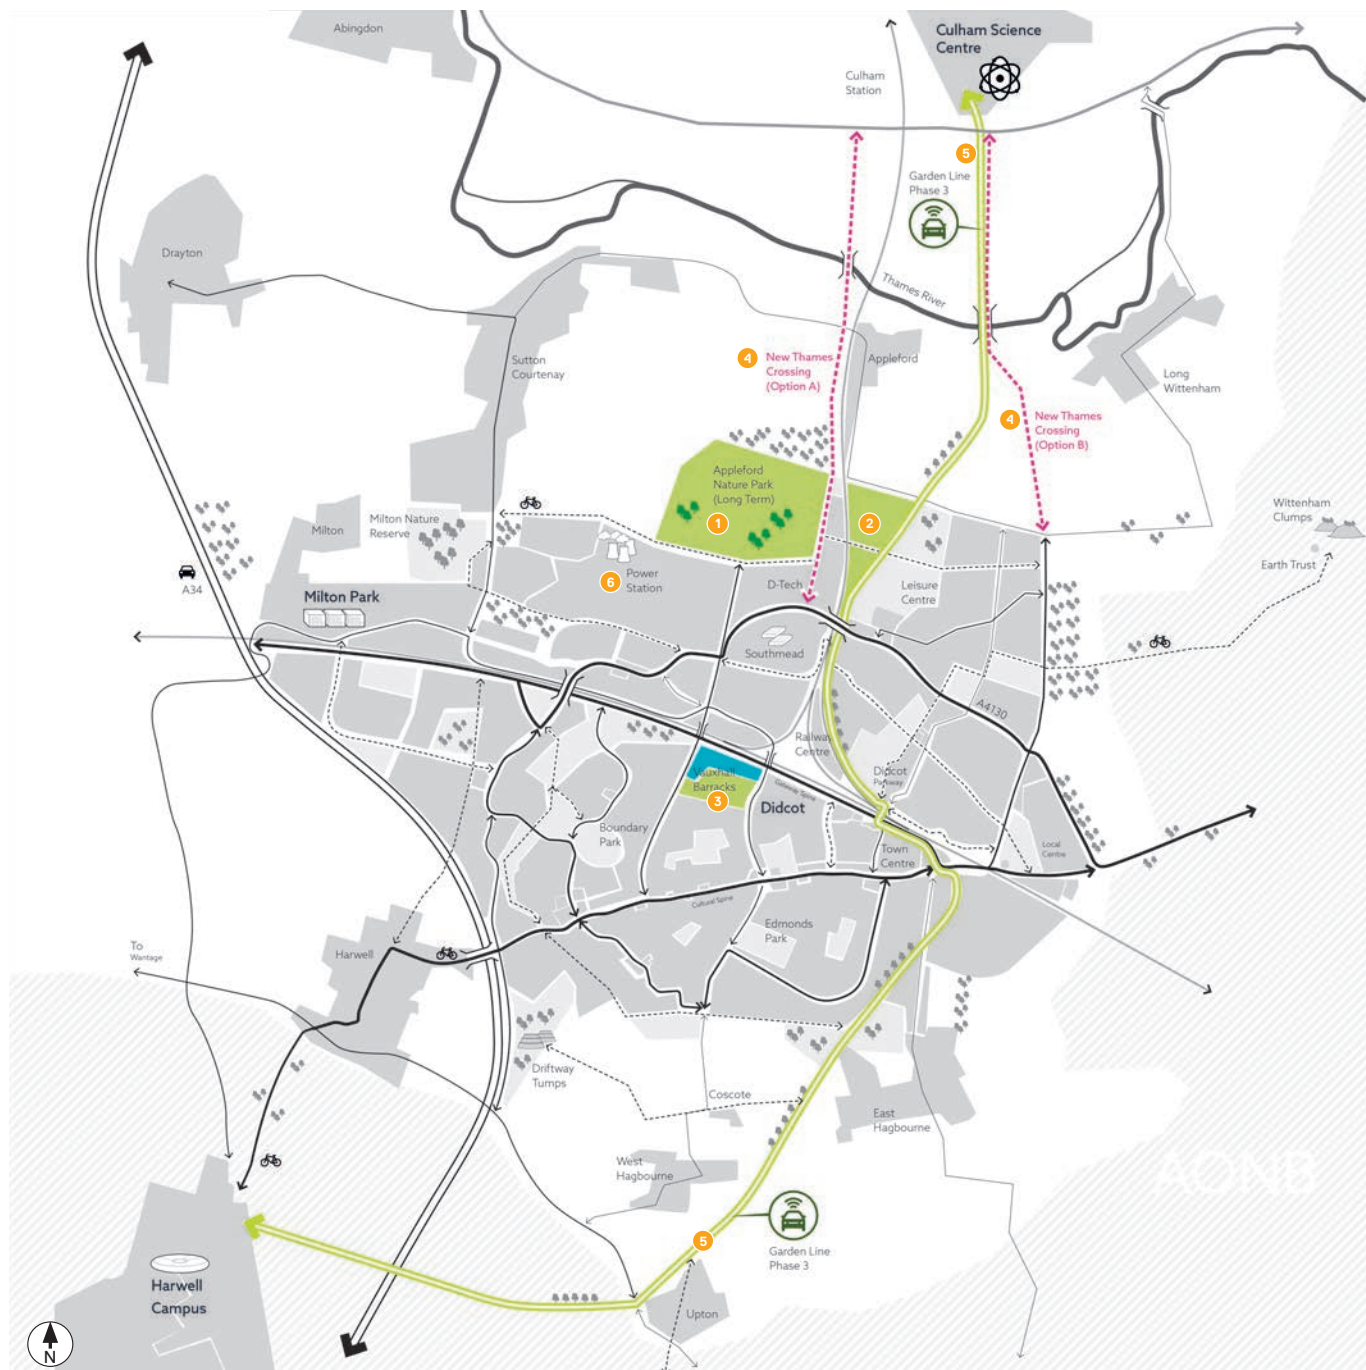 Abingdon
Culham Science
Centre
Culham
Station
5
Garden Line
Phase 3
Drayton
Thames River
Sutton
Courtenay
4
New Thames
Crossing
(Option A)
Appleford
Long
Wittenham
4
New Thames
Crossing
(Option B)
Appleford
Nature Park
(Long Term)
1
2
Milton
Milton Nature
Reserve
Wittenham
Clumps
Earth Trust
A34
Milton Park
6
Power
Station
D-Tech
Leisure
Centre
Southmead
A4130
Railway
Centre
Didcot
Parkway
Vauxhall
Barracks
3
Gateway Spine
Didcot
Boundary
Park
Town
Centre
Local
Centre
Cultural Spine
Edmonds
Park
To
Wantage
Harwell
Driftway
Tumps
Coscote
East
Hagbourne
West
Hagbourne
AONB
5
Garden Line
Phase 3
Harwell
Campus
Upton
N